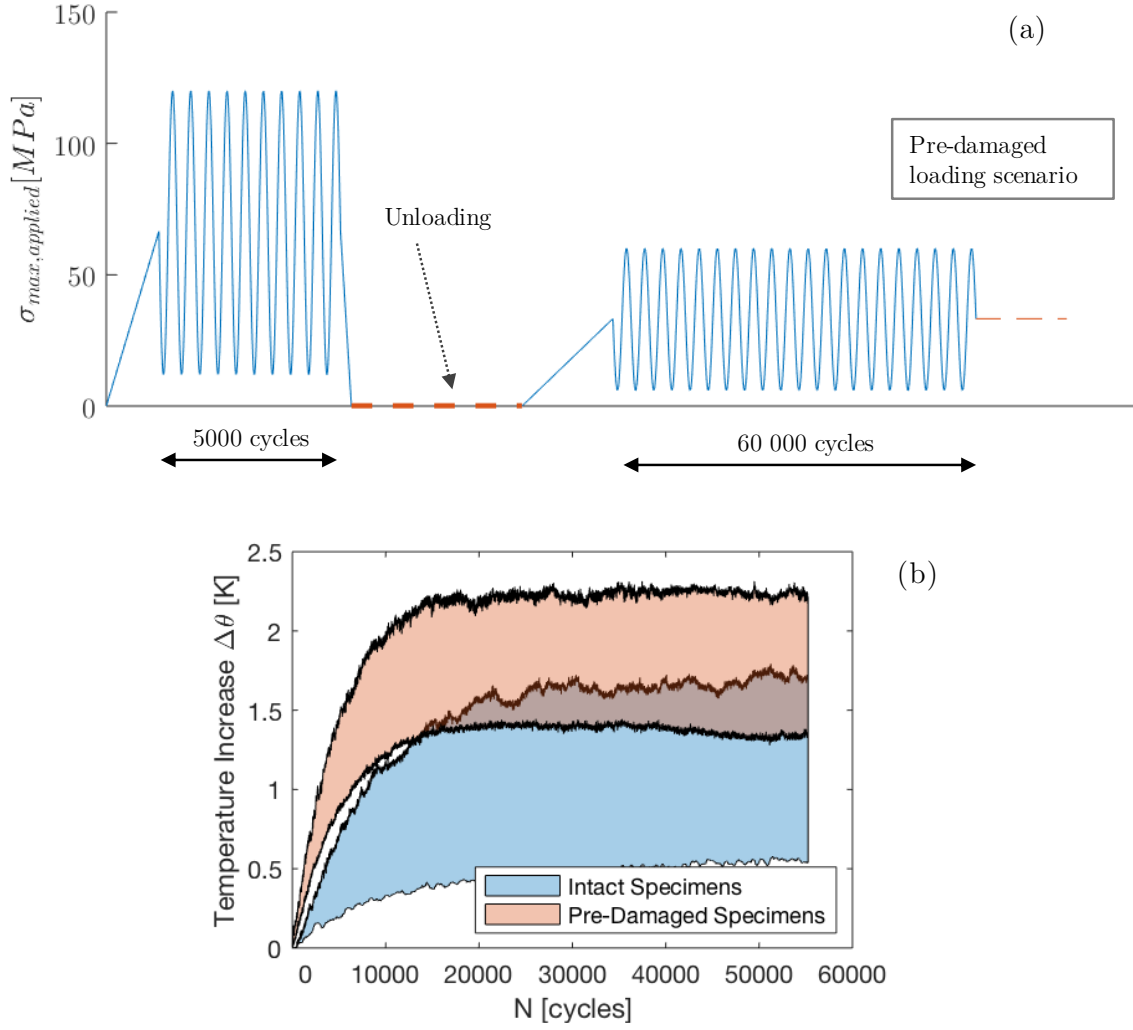 (a)
150
100
50
0
σ_{max,applied}[MPa]
Pre-damaged
loading scenario
Unloading
5000 cycles
60 000 cycles
(b)
2.5
2
1.5
1
0.5
0
Temperature Increase Δθ [K]
Intact Specimens
Pre-Damaged Specimens
0 10000 20000 30000 40000 50000 60000
N [cycles]